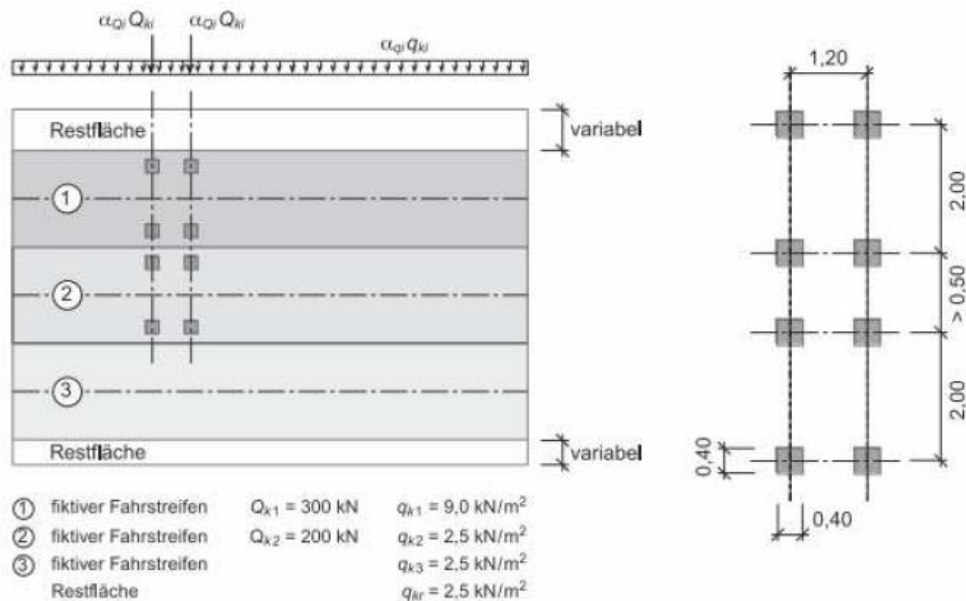 α_Qi Q_ki α_Qi Q_ki
α_qi q_ki
Restfläche
variabel
1
2
3
Restfläche
variabel
1,20
2,00
> 0,50
2,00
0,40
0,40
① fiktiver Fahrstreifen Q_k1 = 300 kN q_k1 = 9,0 kN/m²
② fiktiver Fahrstreifen Q_k2 = 200 kN q_k2 = 2,5 kN/m²
③ fiktiver Fahrstreifen q_k3 = 2,5 kN/m²
Restfläche q_kr = 2,5 kN/m²